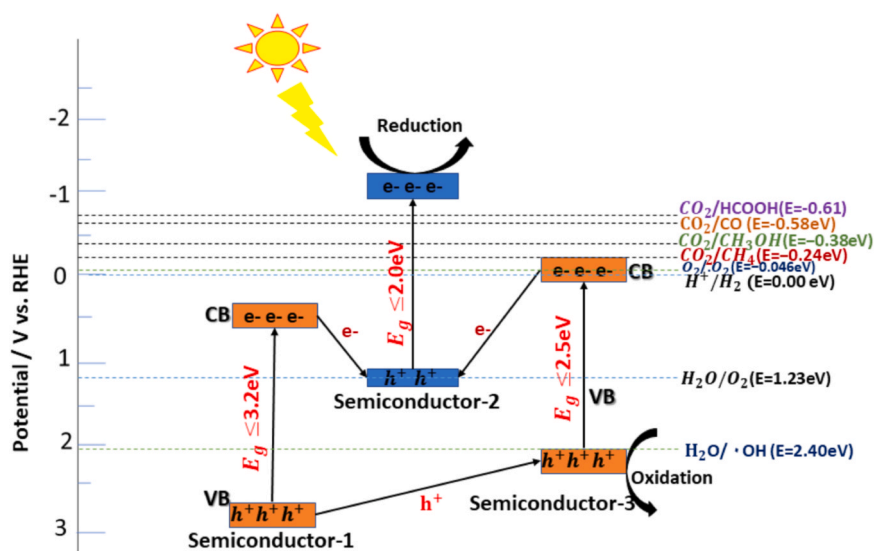 Potential / V vs. RHE
-2
-1
0
1
2
3
Reduction
e- e- e-
CO₂/HCOOH(E=-0.61)
CO₂/CO (E=-0.58eV)
CO₂/CH₃OH(E=−0.38eV)
CO₂/CH₄(E=−0.24eV)
O₂/·O₂(E=-0.046eV)
H⁺/H₂ (E=0.00 eV)
E_g ≤2.0eV
e- e- e-
CB
CB
e- e- e-
e-
e-
h⁺ h⁺
H₂O/O₂(E=1.23eV)
Semiconductor-2
E_g ≤3.2eV
E_g ≤2.5eV
VB
H₂O/ ·OH (E=2.40eV)
h⁺h⁺h⁺
Oxidation
VB
h⁺h⁺h⁺
h⁺
Semiconductor-3
Semiconductor-1